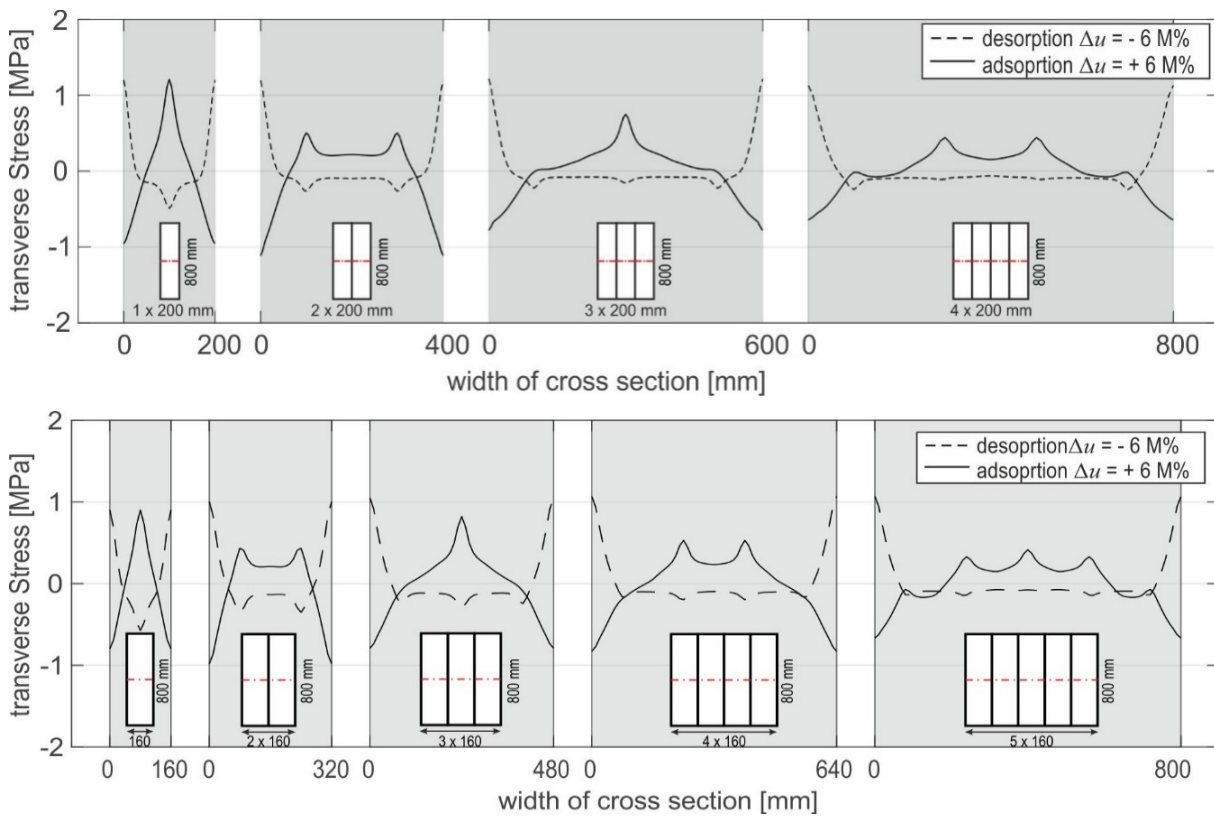 2
1
0
-1
-2
transverse Stress [MPa]
desorption Δu = - 6 M%
adsoprtion Δu = + 6 M%
800 mm
800 mm
800 mm
800 mm
1 x 200 mm
2 x 200 mm
3 x 200 mm
4 x 200 mm
0 200 0 400 0 600 0 800
width of cross section [mm]
2
1
0
-1
-2
transverse Stress [MPa]
desoprtionΔu = - 6 M%
adsoprtion Δu = + 6 M%
800 mm
800 mm
800 mm
800 mm
800 mm
160
2 x 160
3 x 160
4 x 160
5 x 160
0 160 0 320 0 480 0 640 0 800
width of cross section [mm]